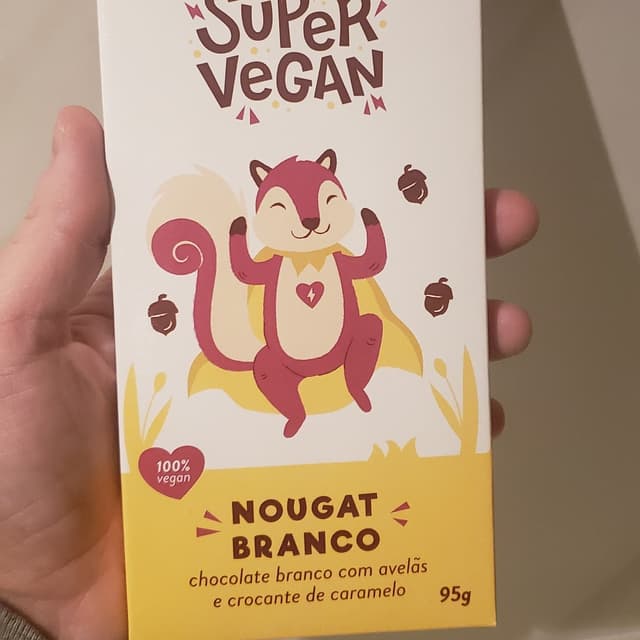 SUPER
VEGAN
100%
vegan
NOUGAT
BRANCO
chocolate branco com avelãs
e crocante de caramelo
95g